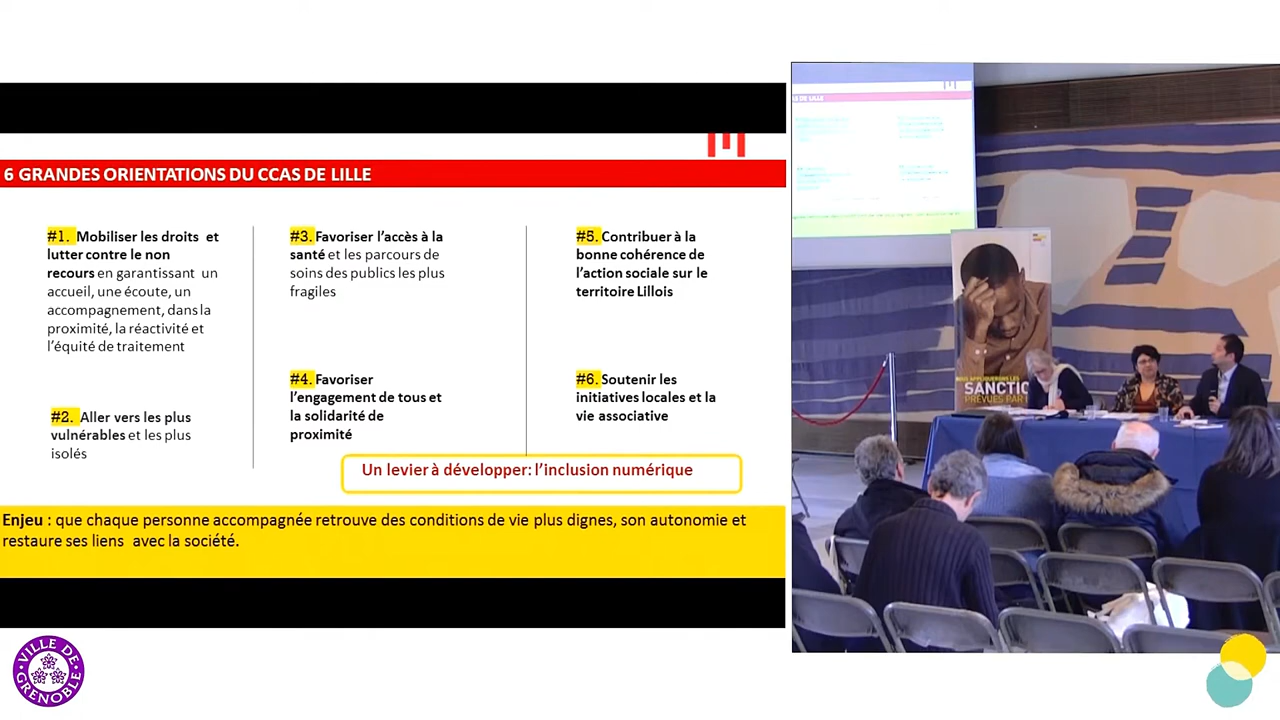 6 GRANDES ORIENTATIONS DU CCAS DE LILLE
#1. Mobiliser les droits et
lutter contre le non
recours en garantissant un
accueil, une écoute, un
accompagnement, dans la
proximité, la réactivité et
l'équité de traitement
#2. Aller vers les plus
vulnérables et les plus
isolés
#3. Favoriser l'accès à la
santé et les parcours de
soins des publics les plus
fragiles
#4. Favoriser
l'engagement de tous et
la solidarité de
proximité
#5. Contribuer à la
bonne cohérence de
l'action sociale sur le
territoire Lillois
#6. Soutenir les
initiatives locales et la
vie associative
Un levier à développer: l'inclusion numérique
Enjeu : que chaque personne accompagnée retrouve des conditions de vie plus dignes, son autonomie et
restaure ses liens avec la société.
DE LILLE
SANCTIO
PRÉVUES PAR
VILLE DE
GRENOBLE